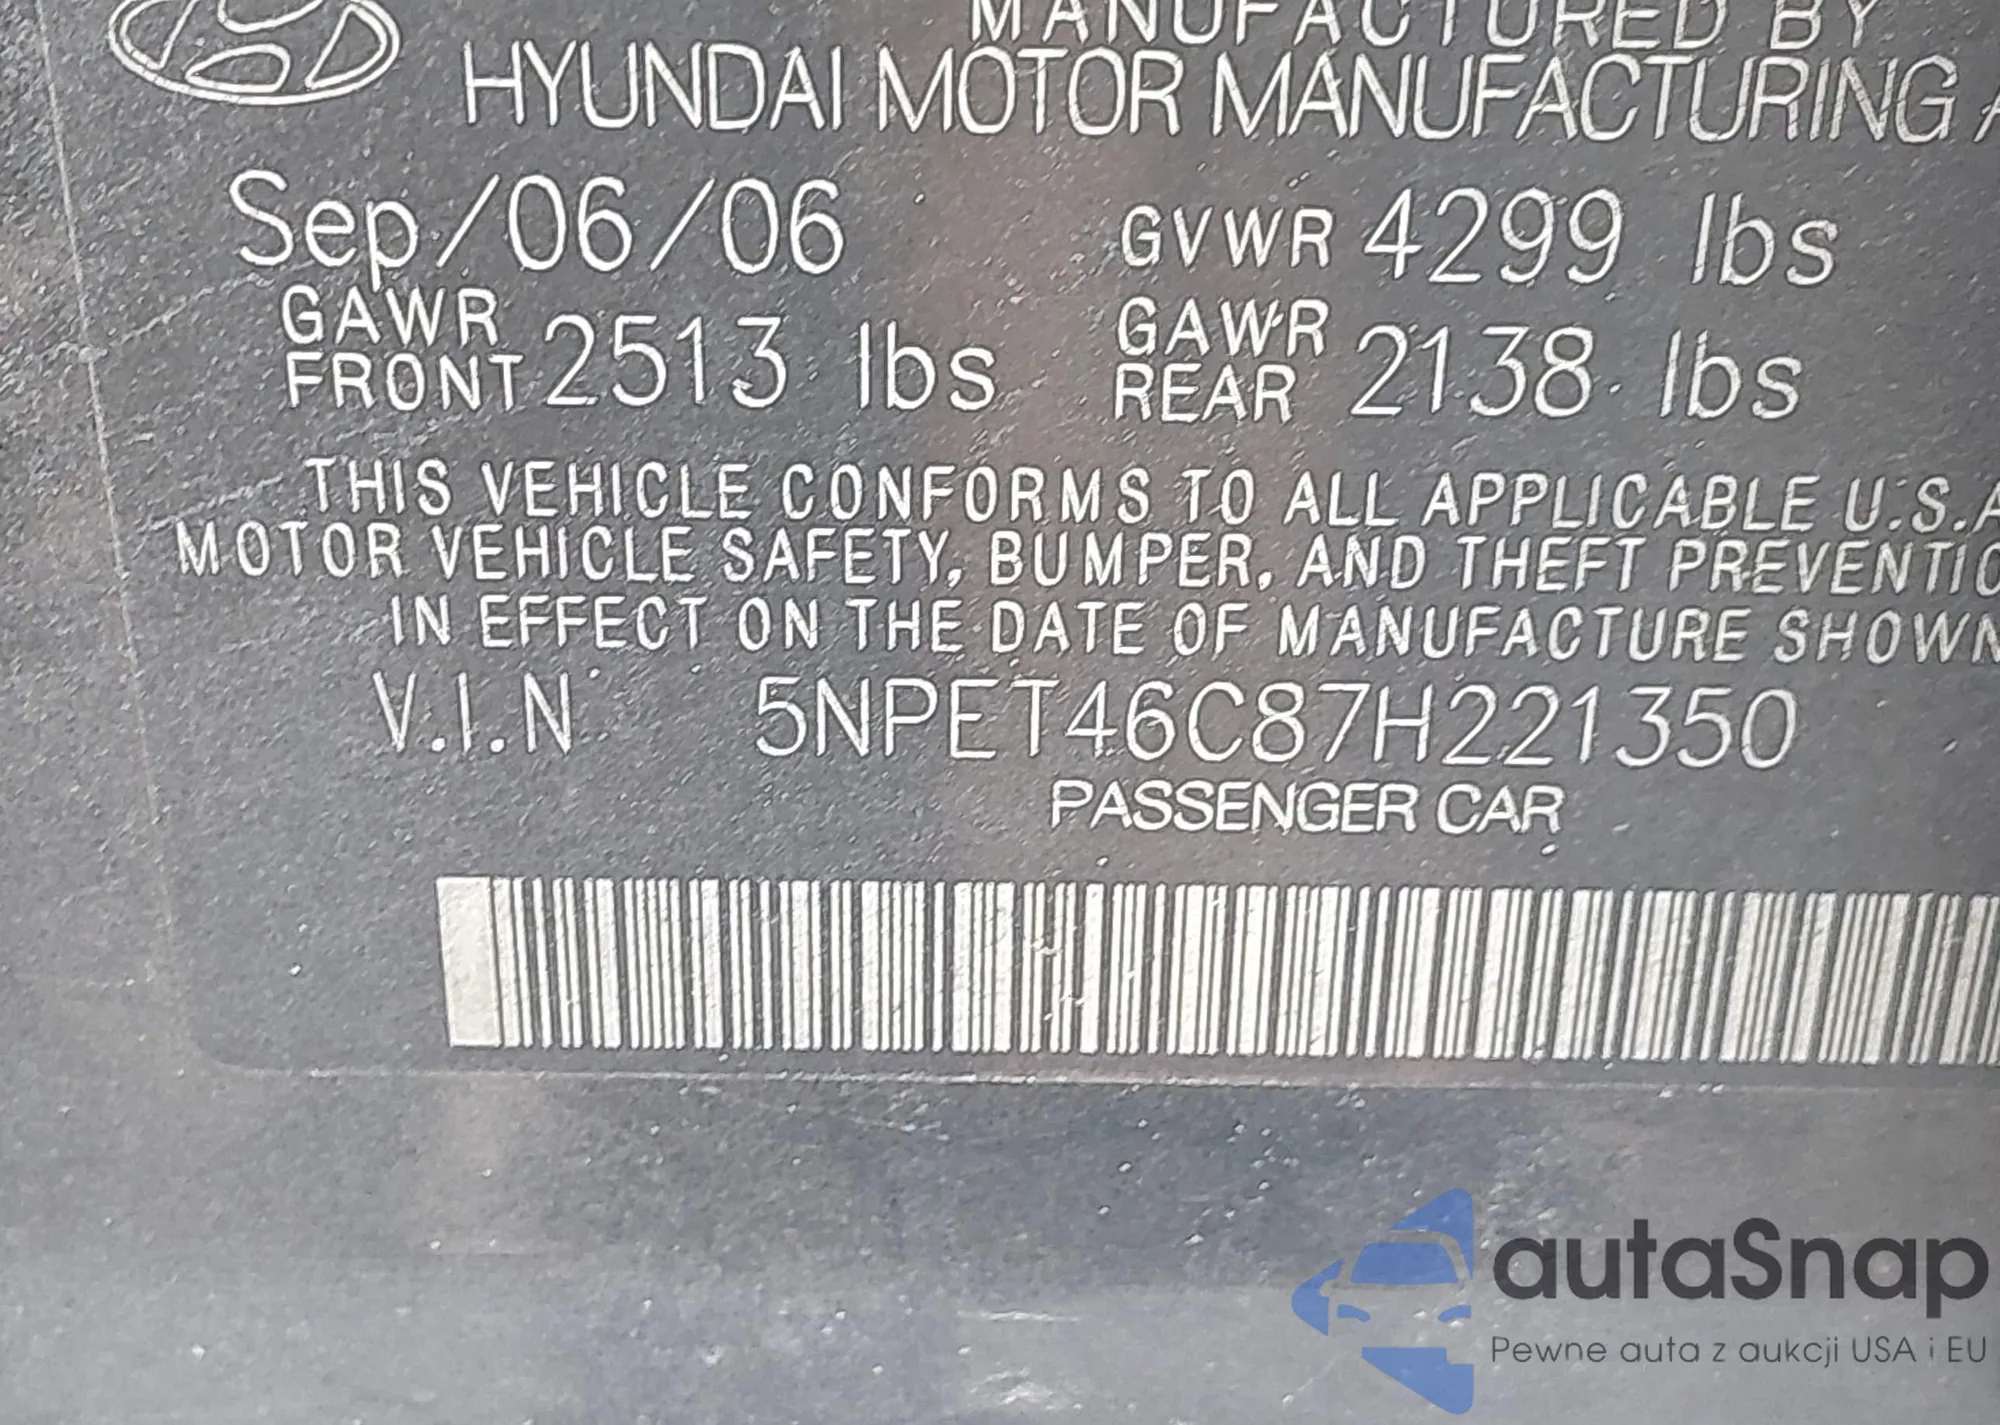 MANUFACTURED BY
HYUNDAI MOTOR MANUFACTURING A
Sep/06/06 GVWR 4299 lbs
GAWR FRONT 2513 lbs GAWR REAR 2138 lbs
THIS VEHICLE CONFORMS TO ALL APPLICABLE U.S.A
MOTOR VEHICLE SAFETY, BUMPER, AND THEFT PREVENTIO
IN EFFECT ON THE DATE OF MANUFACTURE SHOWN
V.I.N 5NPET46C87H221350
PASSENGER CAR
autaSnap
Pewne auta z aukcji USA i EU